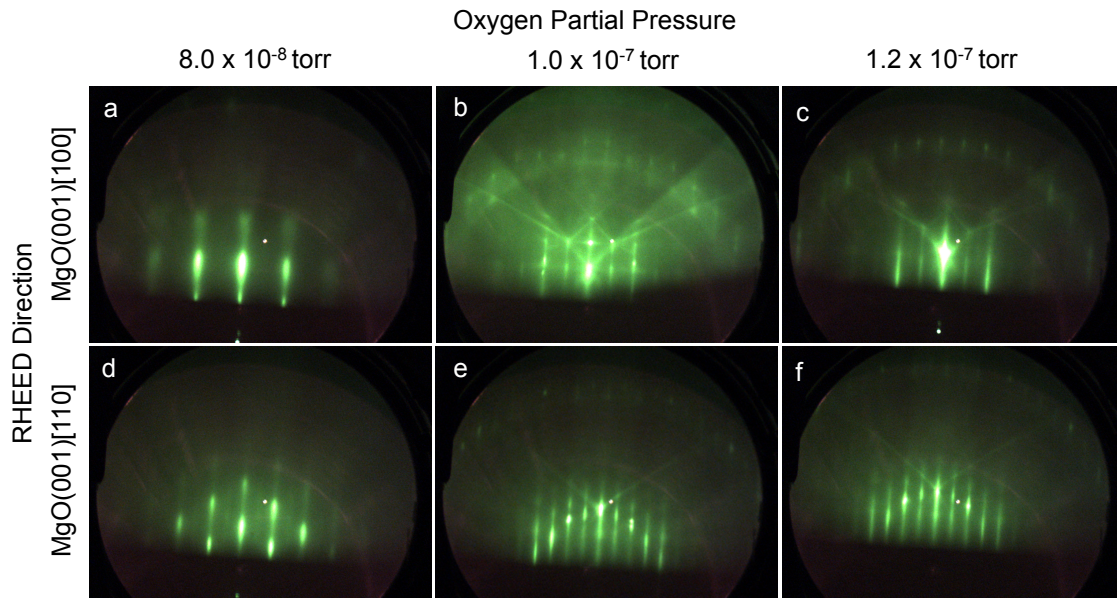 Oxygen Partial Pressure
8.0 x 10⁻⁸ torr
1.0 x 10⁻⁷ torr
1.2 x 10⁻⁷ torr
RHEED Direction
MgO(001)[100]
a
b
c
MgO(001)[110]
d
e
f